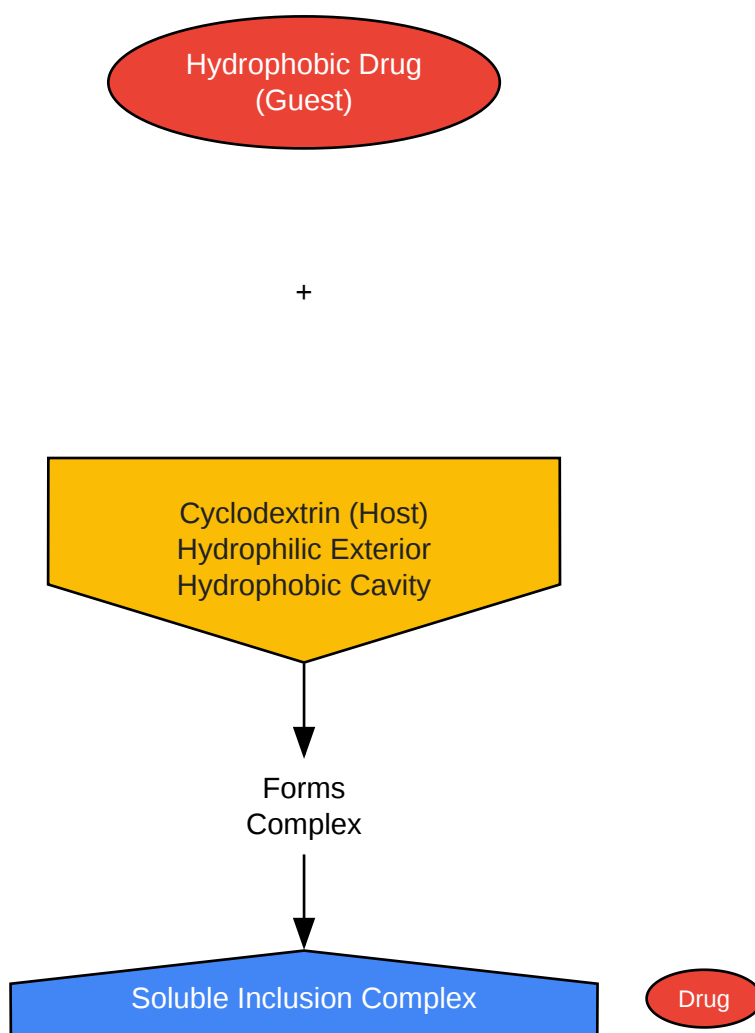 Hydrophobic Drug
(Guest)
+
Cyclodextrin (Host)
Hydrophilic Exterior
Hydrophobic Cavity
Forms
Complex
Soluble Inclusion Complex
Drug